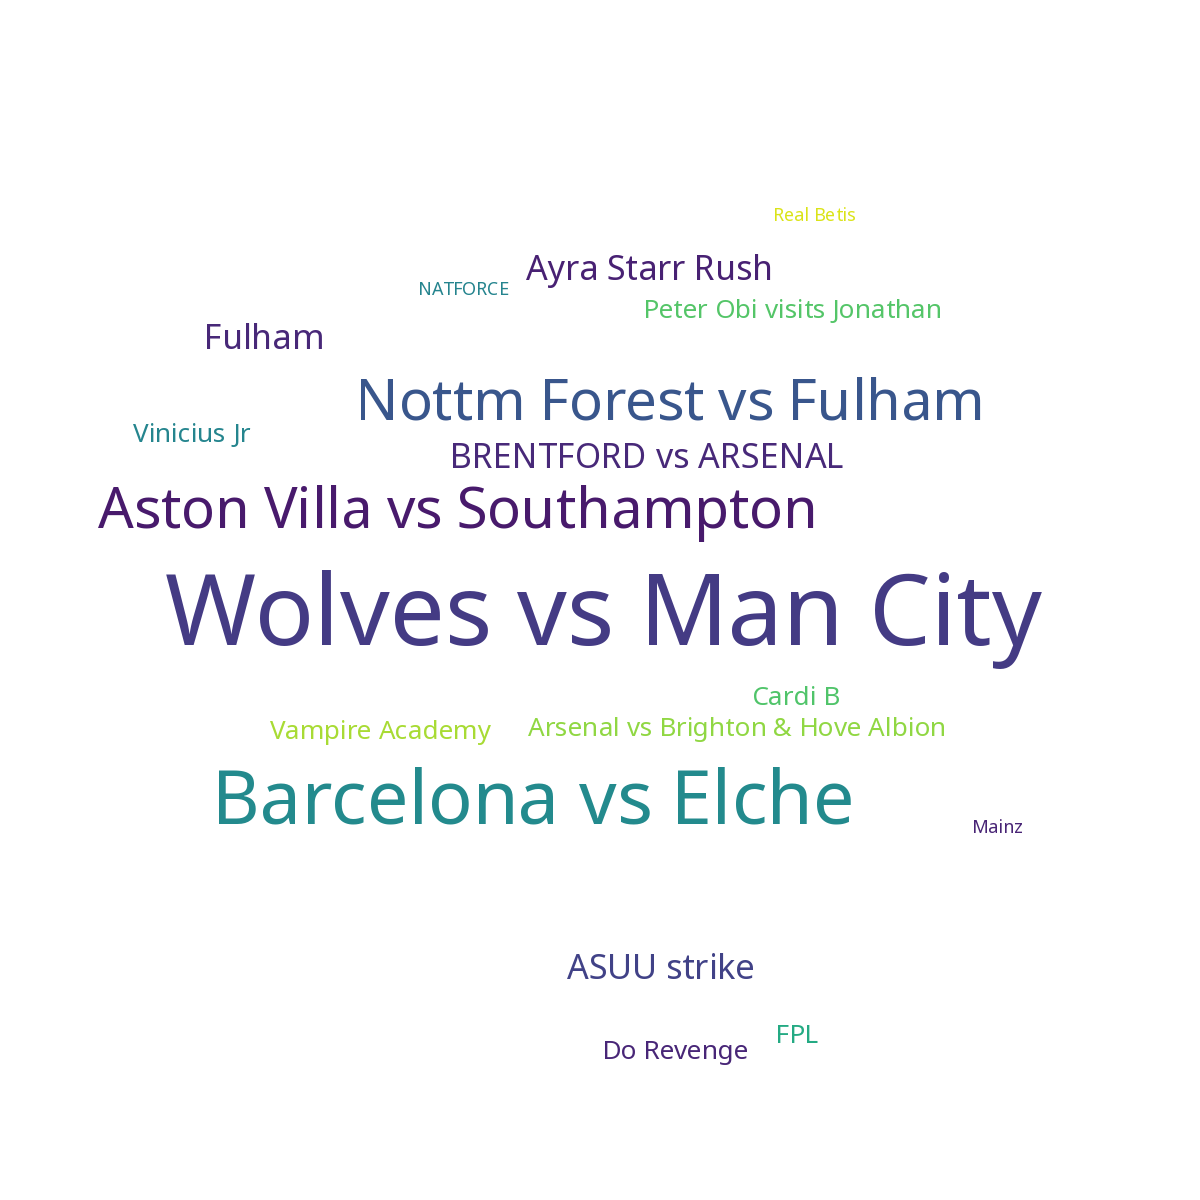 Real Betis
Ayra Starr Rush
NATFORCE
Peter Obi visits Jonathan
Fulham
Nottm Forest vs Fulham
Vinicius Jr
BRENTFORD vs ARSENAL
Aston Villa vs Southampton
Wolves vs Man City
Cardi B
Vampire Academy
Arsenal vs Brighton & Hove Albion
Barcelona vs Elche
Mainz
ASUU strike
FPL
Do Revenge